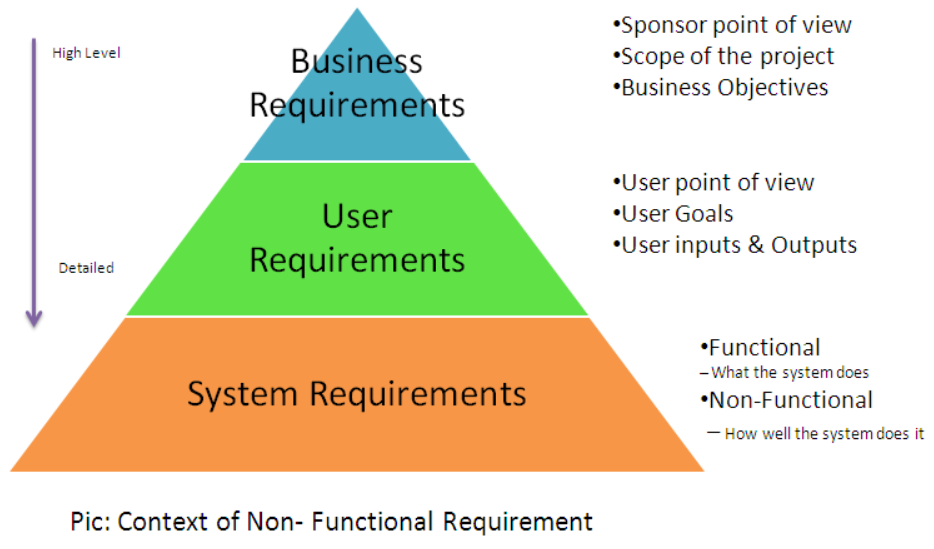 High Level
Detailed
Business
Requirements
•Sponsor point of view
•Scope of the project
•Business Objectives
User
Requirements
•User point of view
•User Goals
•User inputs & Outputs
System Requirements
•Functional
–What the system does
•Non-Functional
– How well the system does it
Pic: Context of Non- Functional Requirement